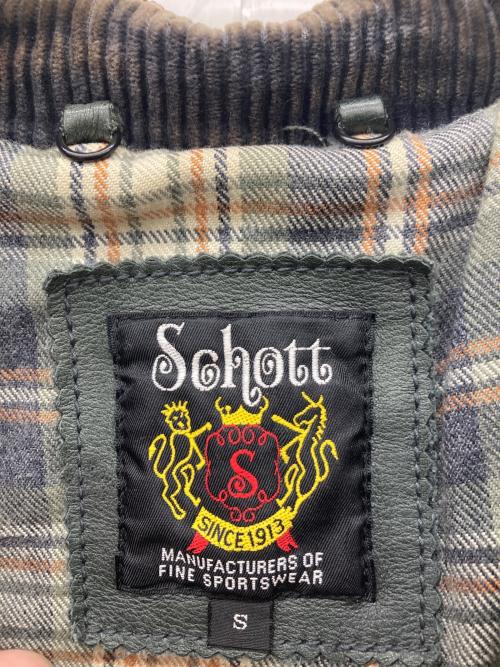 Schott
S
SINCE 1913
MANUFACTURERS OF
FINE SPORTSWEAR
S